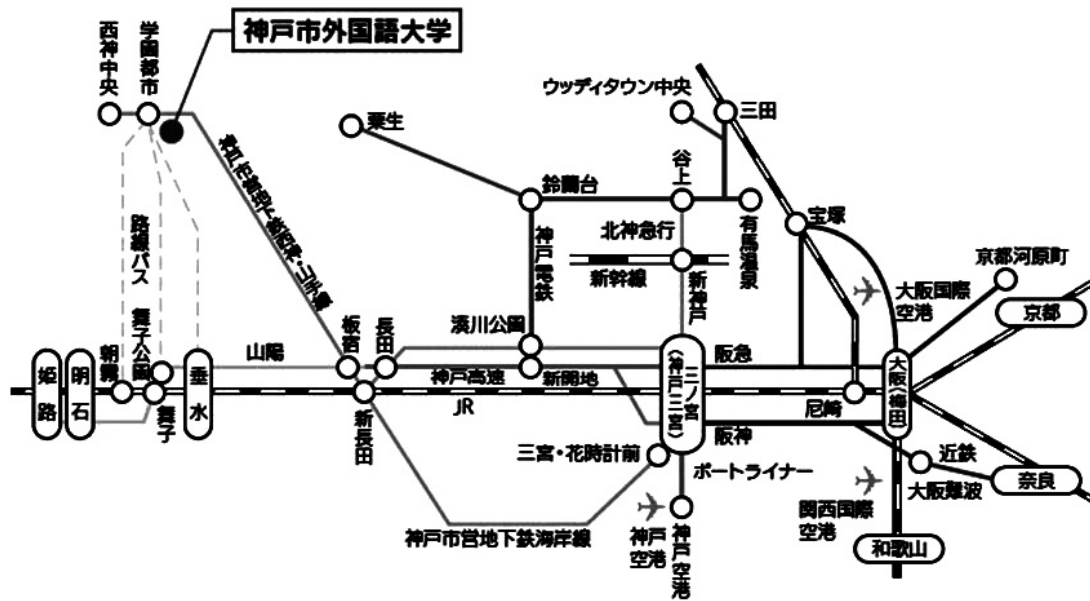 神戸市外国語大学
西神中央
学園都市
ウッディタウン中央
三田
粟生
谷上
鈴蘭台
神戸市営地下鉄西神・山手線
宝塚
北神急行
有馬温泉
神戸電鉄
新幹線
新神戸
京都河原町
大阪国際
空港
京都
路線バス
湊川公園
板宿
長田
舞子公園
朝霧
山陽
阪急
姫路
明石
垂水
神戸高速
新開地
三ノ宮
(神戸三宮)
大阪梅田
JR
尼崎
舞子
新長田
阪神
三宮・花時計前
近鉄
ポートライナー
大阪難波
奈良
関西国際
空港
神戸市営地下鉄海岸線
神戸
空港
神戸空港
和歌山